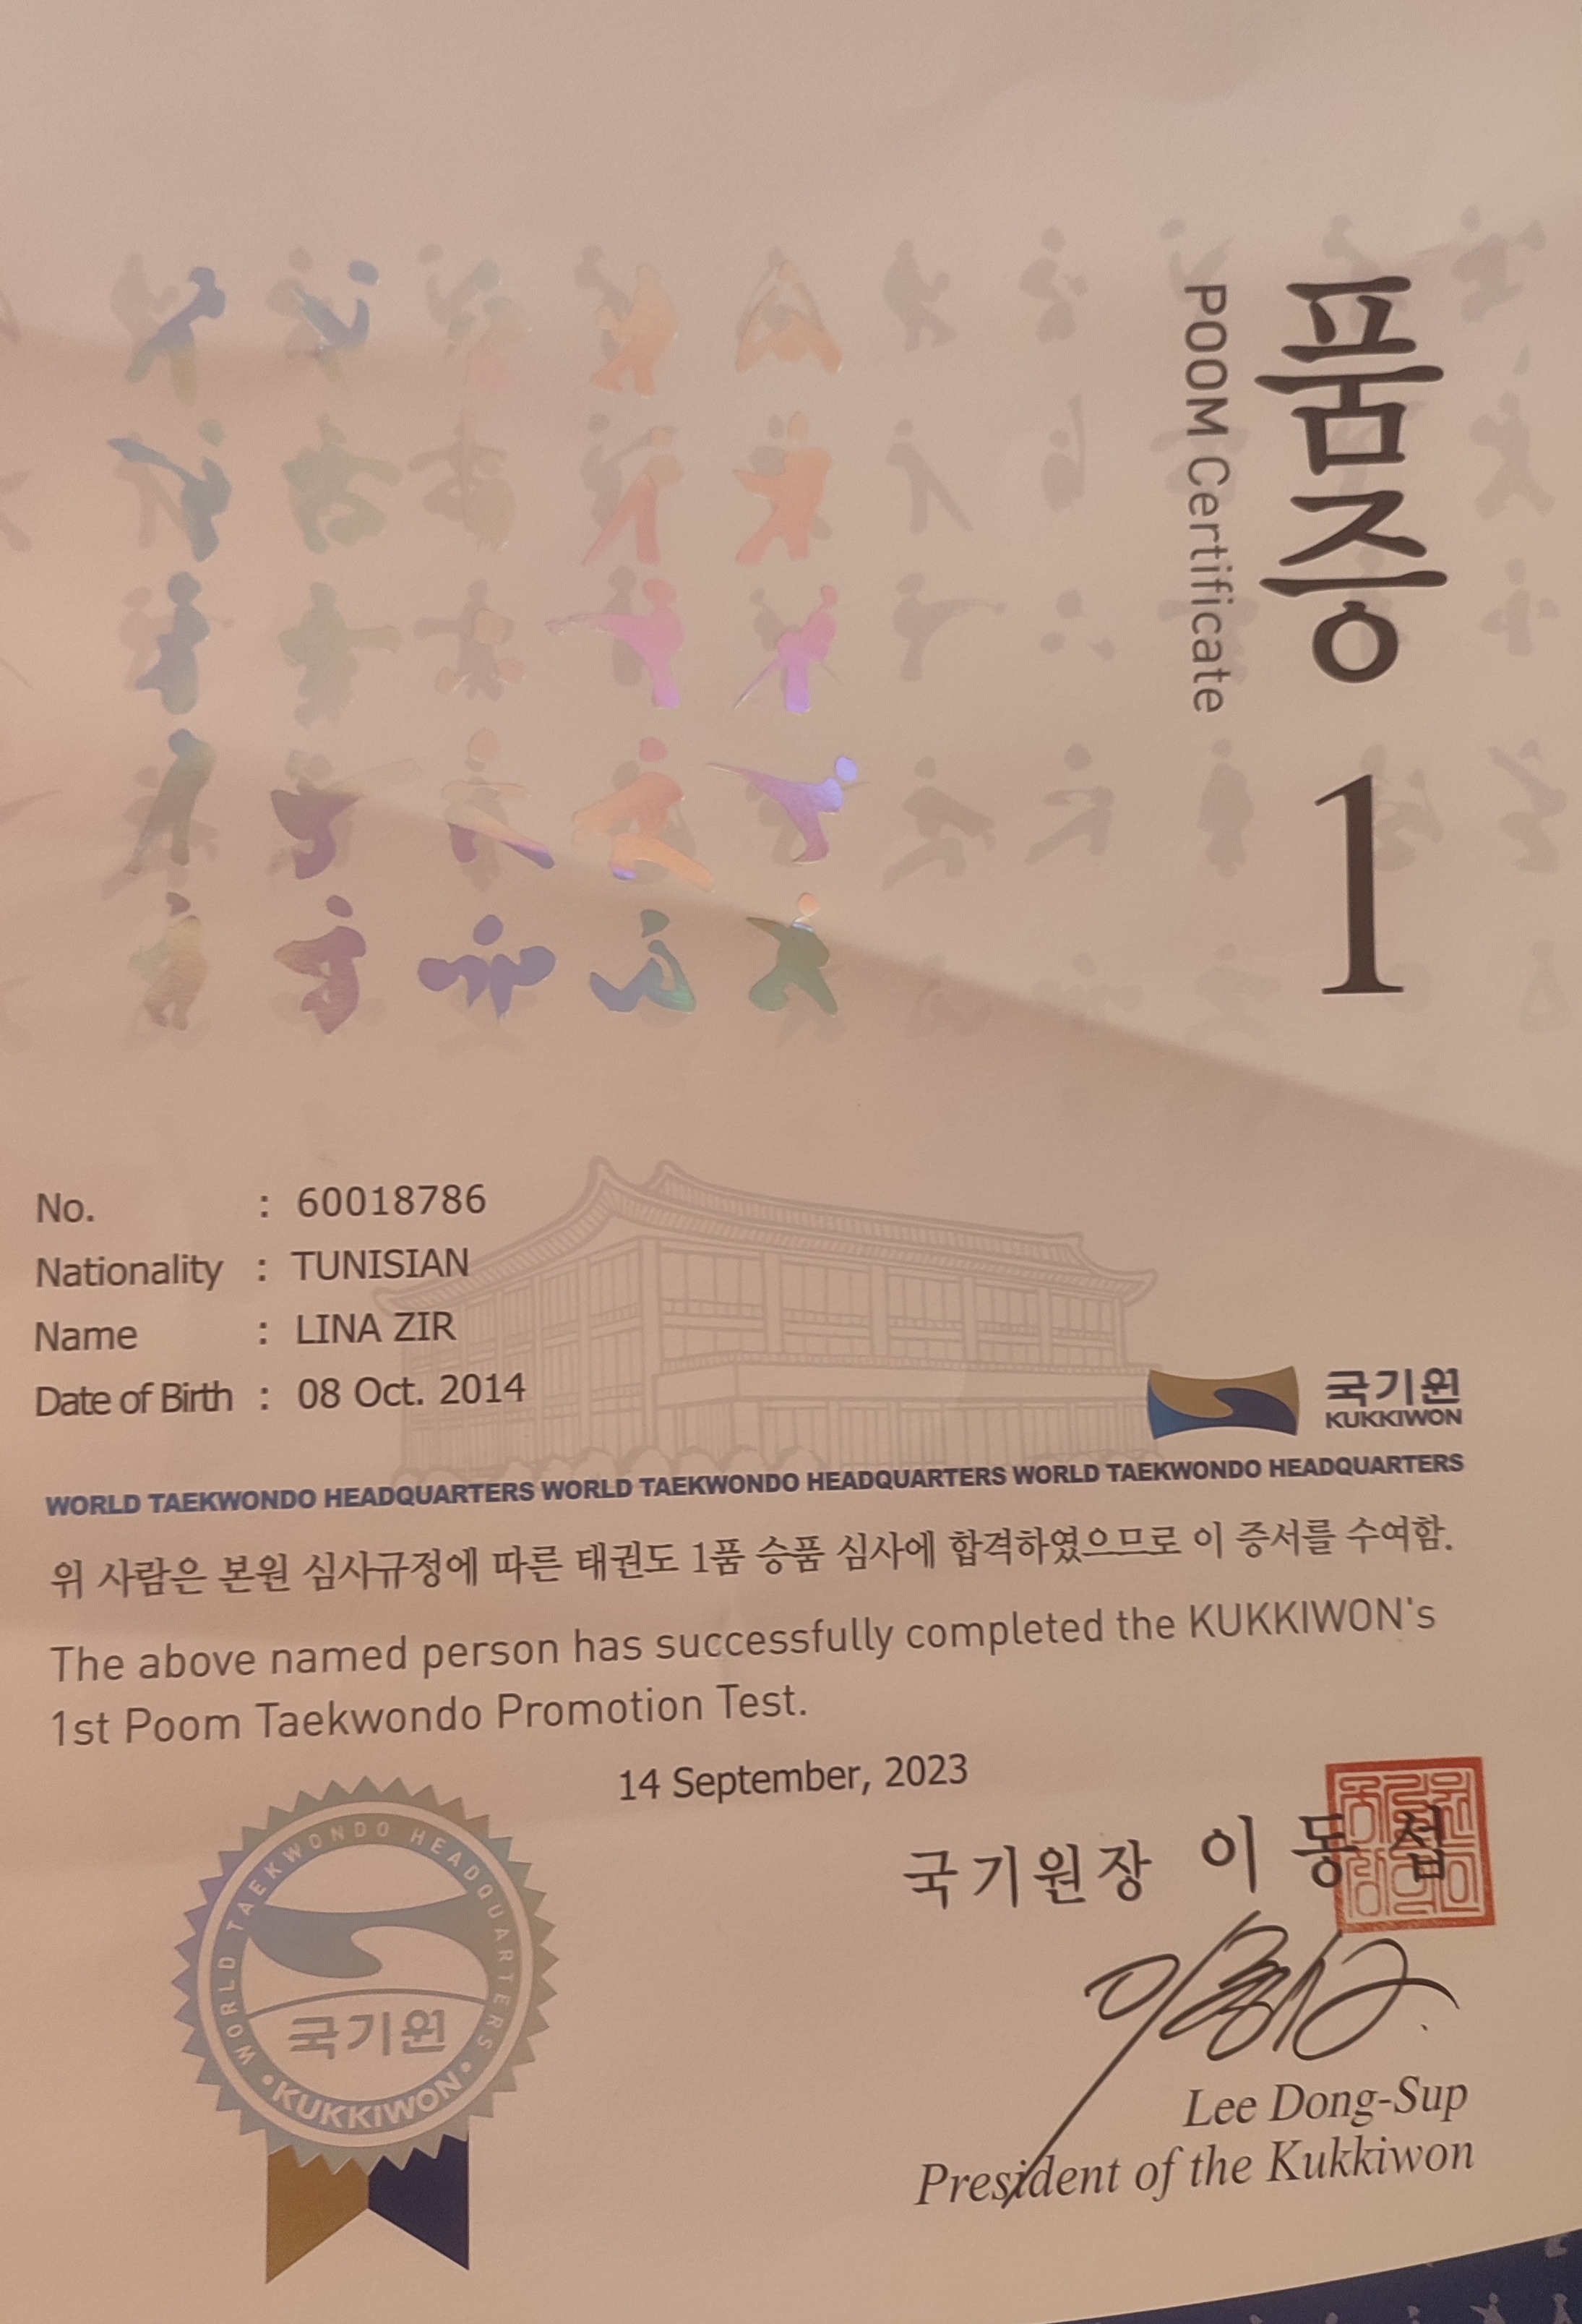 품증
1
POOM Certificate
No. : 60018786
Nationality : TUNISIAN
Name : LINA ZIR
Date of Birth : 08 Oct. 2014
국기원
KUKKIWON
WORLD TAEKWONDO HEADQUARTERS WORLD TAEKWONDO HEADQUARTERS WORLD TAEKWONDO HEADQUARTERS
위 사람은 본원 심사규정에 따른 태권도 1품 승품 심사에 합격하였으므로 이 증서를 수여함.
The above named person has successfully completed the KUKKIWON's
1st Poom Taekwondo Promotion Test.
14 September, 2023
국기원장 이동섭
Lee Dong-Sup
President of the Kukkiwon
WORLD TAEKWONDO HEADQUARTERS
국기원
• KUKKIWON •